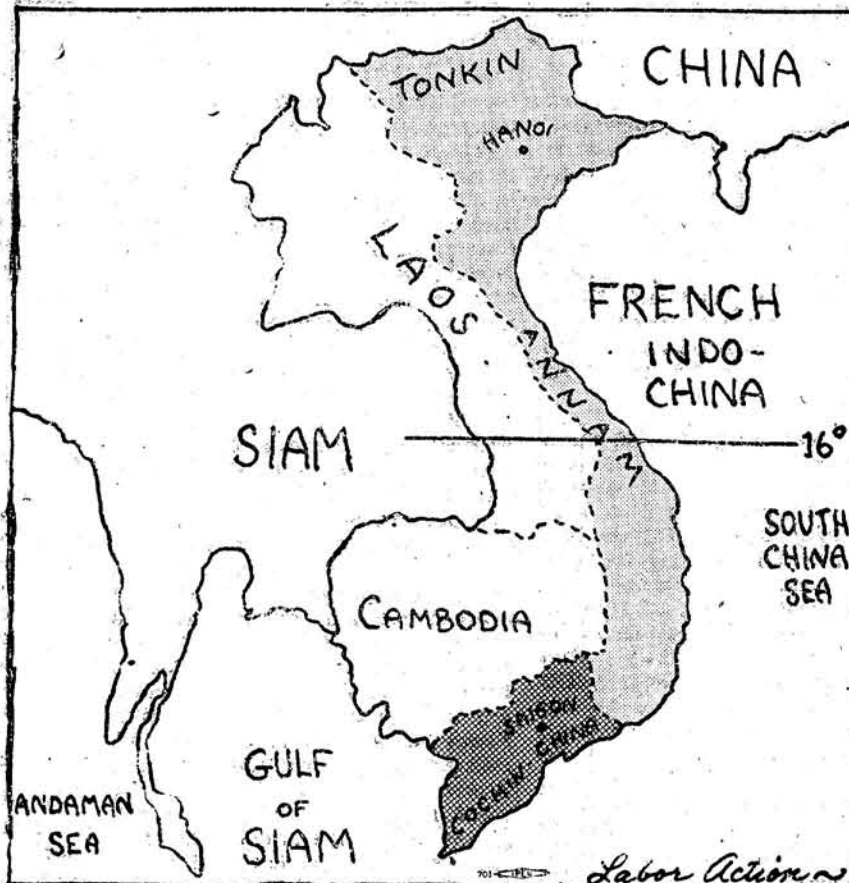 TONKIN
CHINA
HANOI
LAOS
FRENCH
INDO-
CHINA
ANNAM
SIAM
16°
SOUTH
CHINA
SEA
CAMBODIA
SAIGON
COCHIN CHINA
GULF
OF
SIAM
ANDAMAN
SEA
Labor Action